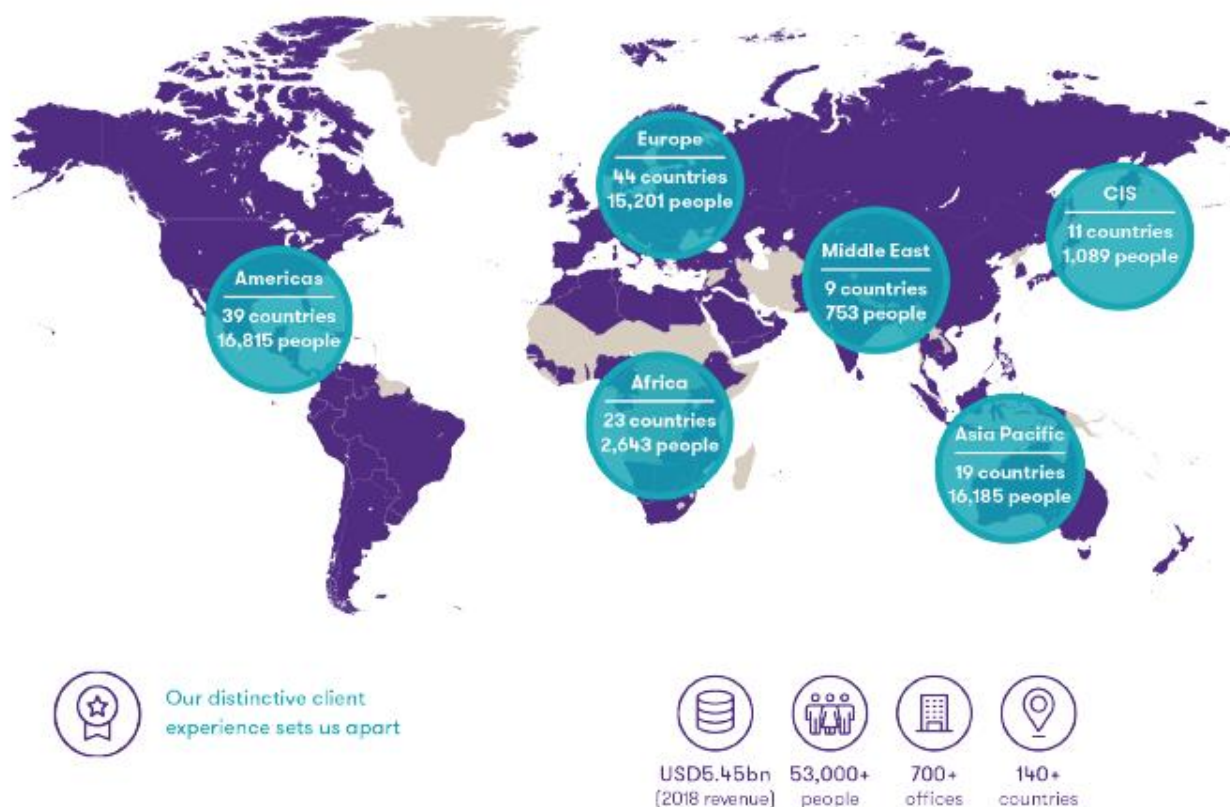 Europe
44 countries
15,201 people
CIS
11 countries
1,089 people
Middle East
9 countries
753 people
Americas
39 countries
16,815 people
Africa
23 countries
2,643 people
Asia Pacific
19 countries
16,185 people
Our distinctive client
experience sets us apart
USD5.45bn
(2018 revenue)
53,000+
people
700+
offices
140+
countries